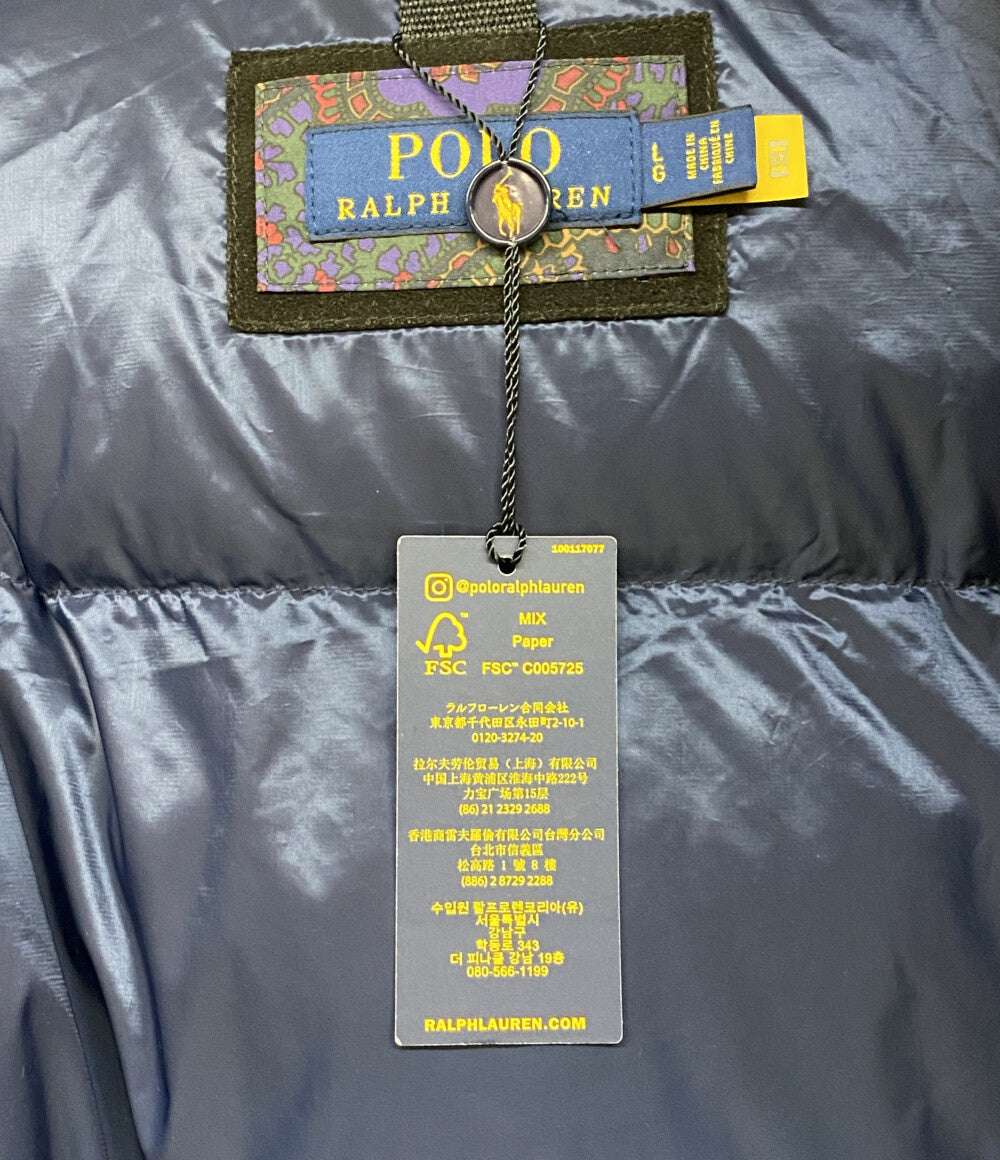 POLO
RALPH UREN
L
G
MADE IN
CHINA
FABRIQUÉ EN
CHINE
100117077
@poloralphlauren
MIX
Paper
FSC™ C005725
FSC™
ラルフローレン合同会社
東京都千代田区永田町2-10-1
0120-3274-20
拉尔夫劳伦贸易（上海）有限公司
中国上海黄浦区淮海中路222号
力宝广场第15层
(86) 21 2329 2688
香港商雷夫羅倫有限公司台灣分公司
台北市信義區
松高路 1 號 8 樓
(886) 2 8729 2288
수입원 랄프로렌코리아(유)
서울특별시
강남구
학동로 343
더 피나클 강남 19층
080-566-1199
RALPHLAUREN.COM